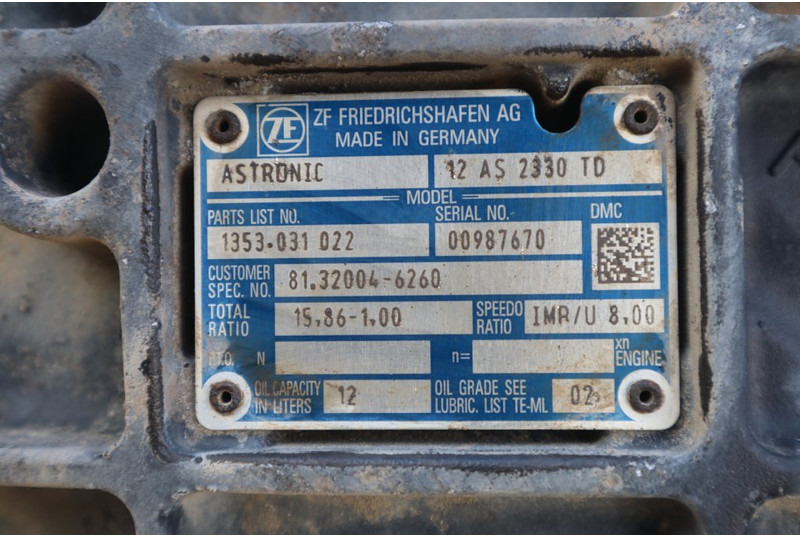 ZF
ZF FRIEDRICHSHAFEN AG
MADE IN GERMANY
ASTRONIC 12 AS 2330 TD
MODEL
PARTS LIST NO. SERIAL NO. DMC
1353.031 022 00987670
CUSTOMER SPEC. NO. 81.32004-6260
TOTAL RATIO 15.86-1.00 SPEEDO RATIO IMP/U 8.00
P.T.O. N n= xn ENGINE
OIL CAPACITY IN LITERS 12 OIL GRADE SEE LUBRIC. LIST TE-ML 02